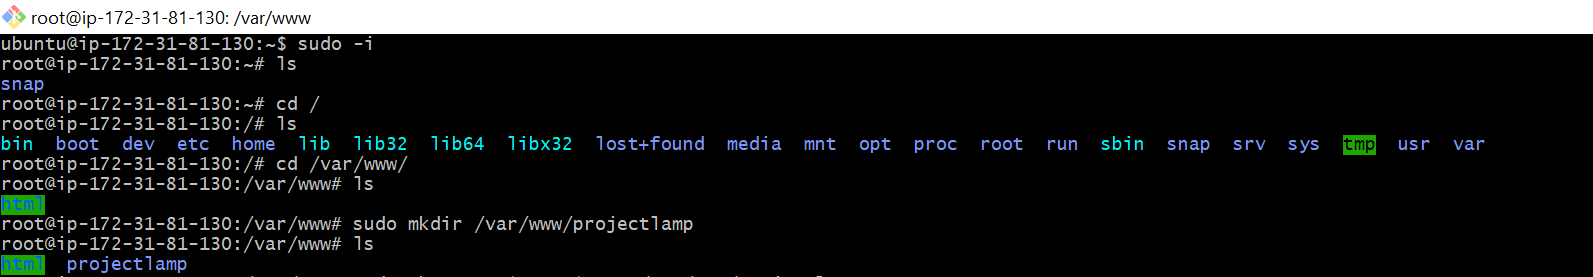 root@ip-172-31-81-130: /var/www
ubuntu@ip-172-31-81-130:~$ sudo -i
root@ip-172-31-81-130:~# ls
snap
root@ip-172-31-81-130:~# cd /
root@ip-172-31-81-130:/# ls
bin boot dev etc home lib lib32 lib64 libx32 lost+found media mnt opt proc root run sbin snap srv sys tmp usr var
root@ip-172-31-81-130:/# cd /var/www/
root@ip-172-31-81-130:/var/www# ls
html
root@ip-172-31-81-130:/var/www# sudo mkdir /var/www/projectlamp
root@ip-172-31-81-130:/var/www# ls
html projectlamp